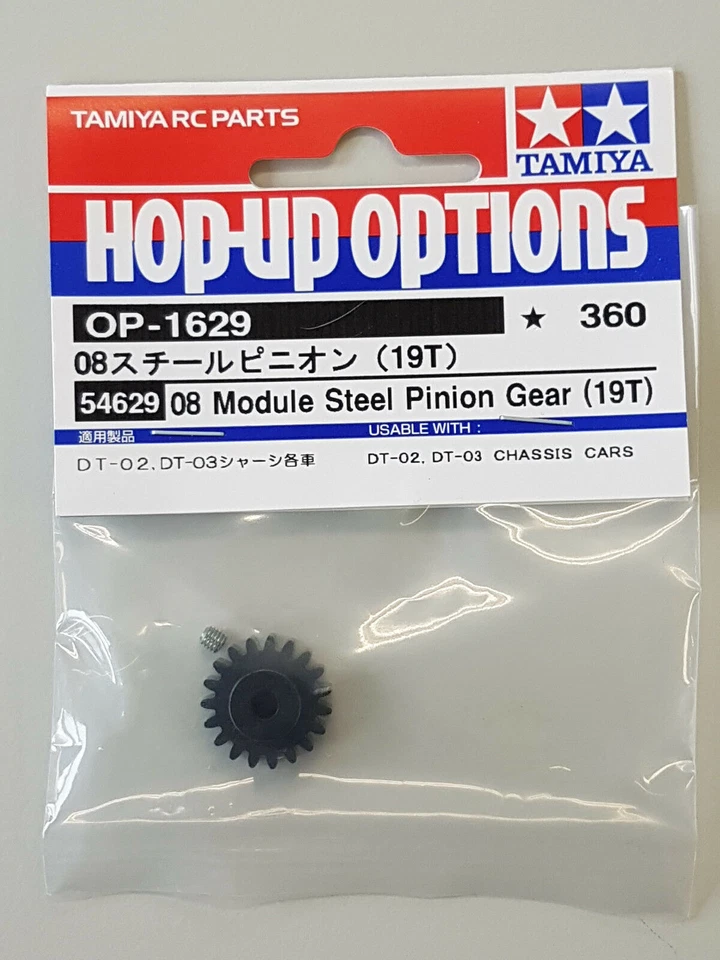 TAMIYA RC PARTS
TAMIYA
HOP-UP OPTIONS
OP-1629 ★ 360
08スチールピニオン（19T）
54629 08 Module Steel Pinion Gear (19T)
適用製品 USABLE WITH :
DT-02, DT-03シャーシ各車 DT-02, DT-03 CHASSIS CARS